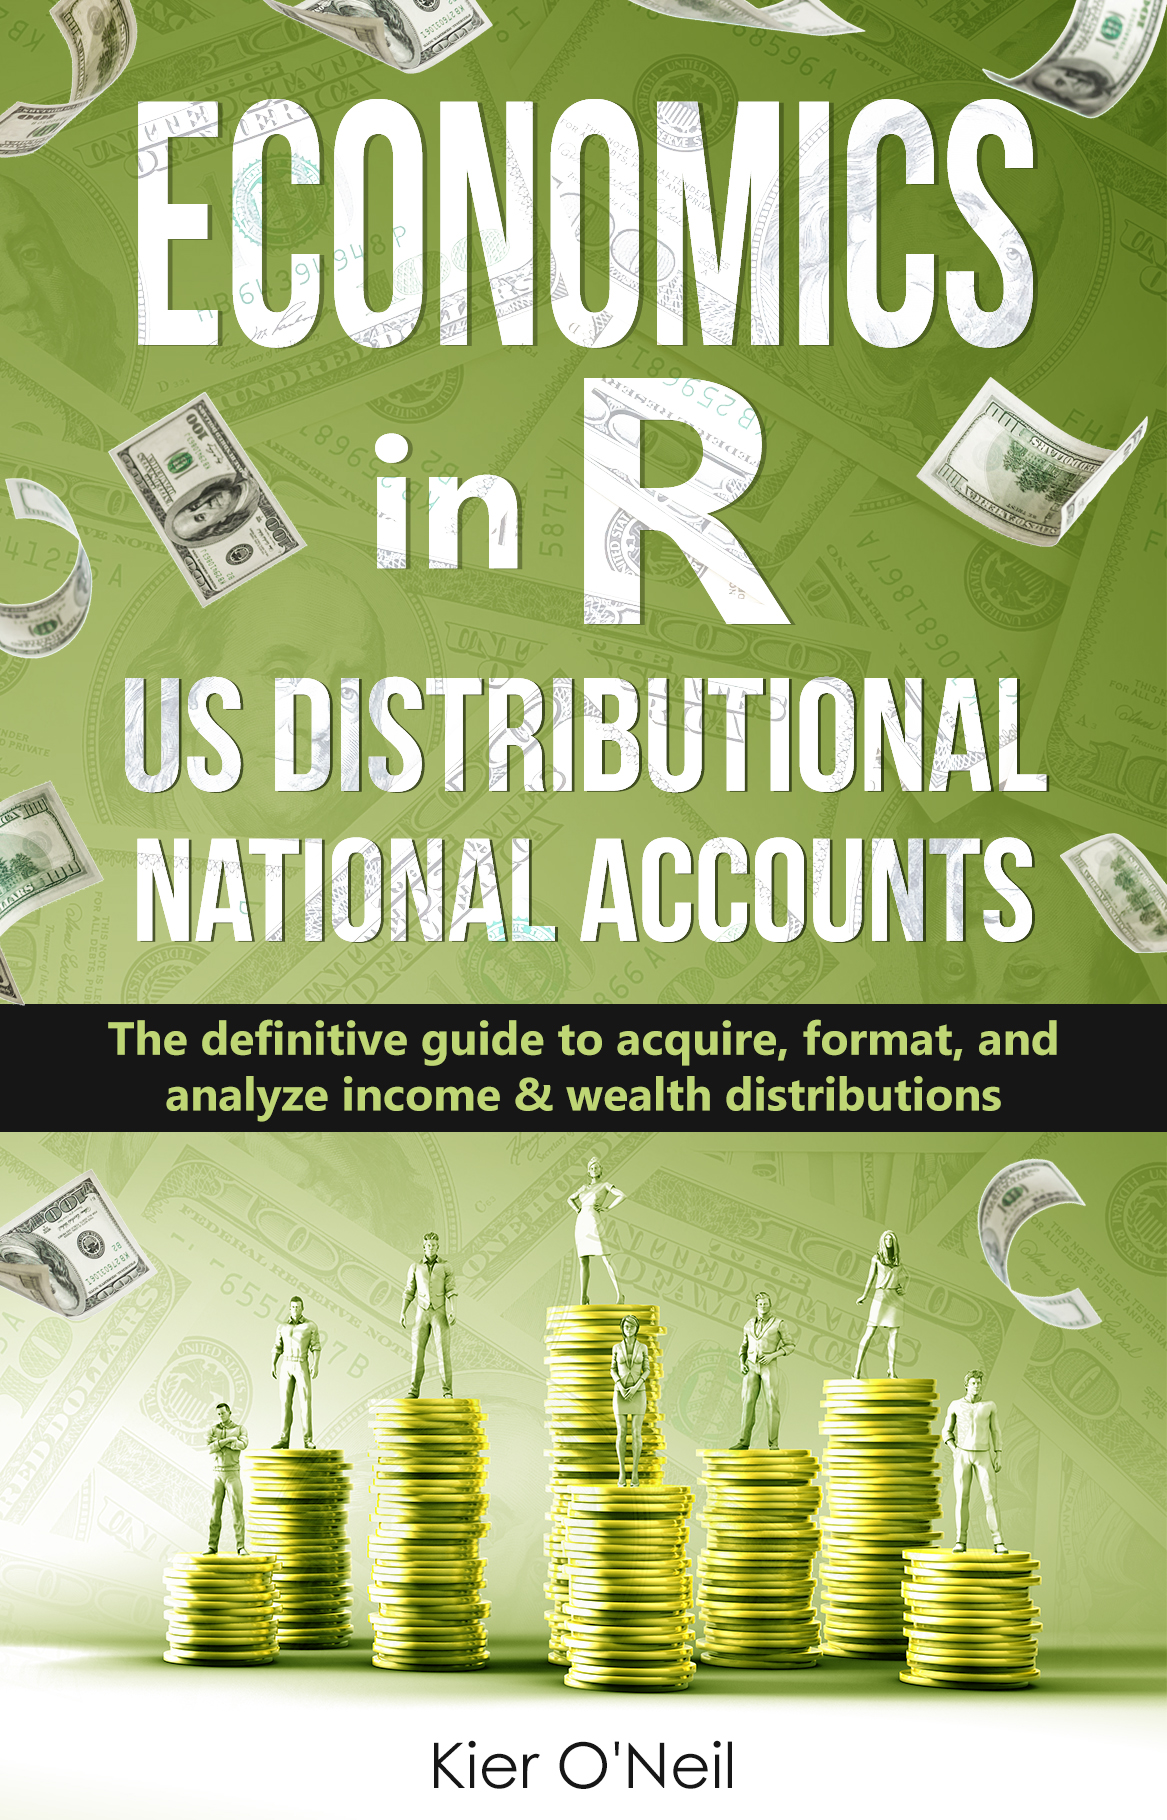 ECONOMICS
in R
US DISTRIBUTIONAL
NATIONAL ACCOUNTS
The definitive guide to acquire, format, and
analyze income & wealth distributions
Kier O'Neil